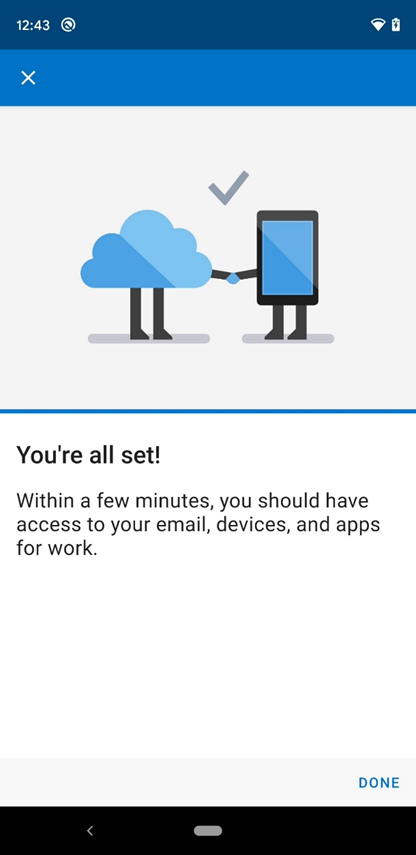 12:43
You're all set!
Within a few minutes, you should have
access to your email, devices, and apps
for work.
DONE